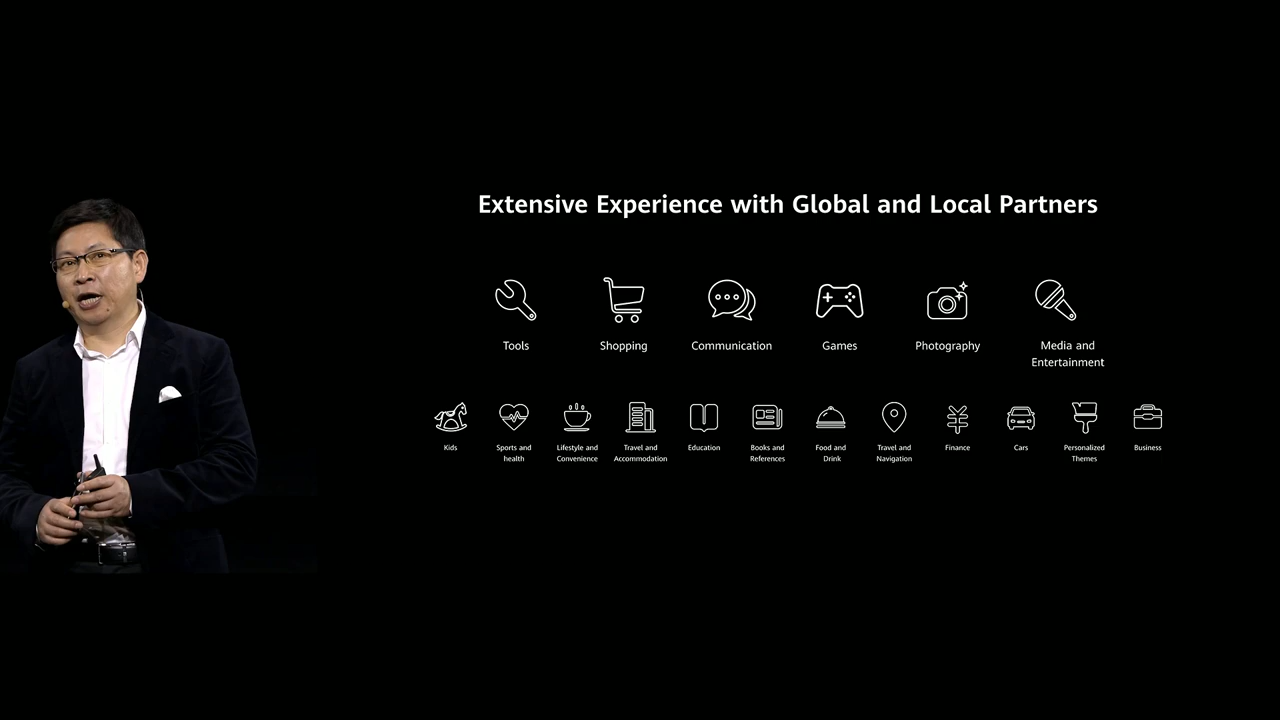 Extensive Experience with Global and Local Partners
Tools
Shopping
Communication
Games
Photography
Media and
Entertainment
Kids
Sports and
health
Lifestyle and
Convenience
Travel and
Accommodation
Education
Books and
References
Food and
Drink
Travel and
Navigation
Finance
Cars
Personalized
Themes
Business